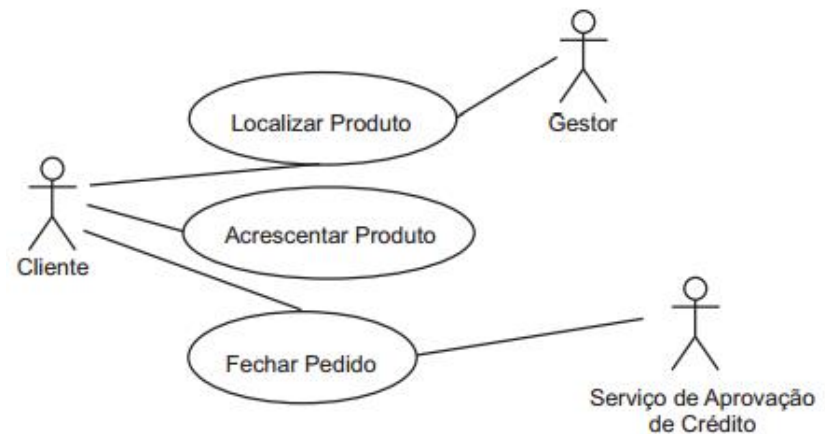 Localizar Produto
Gestor
Acrescentar Produto
Cliente
Fechar Pedido
Serviço de Aprovação
de Crédito